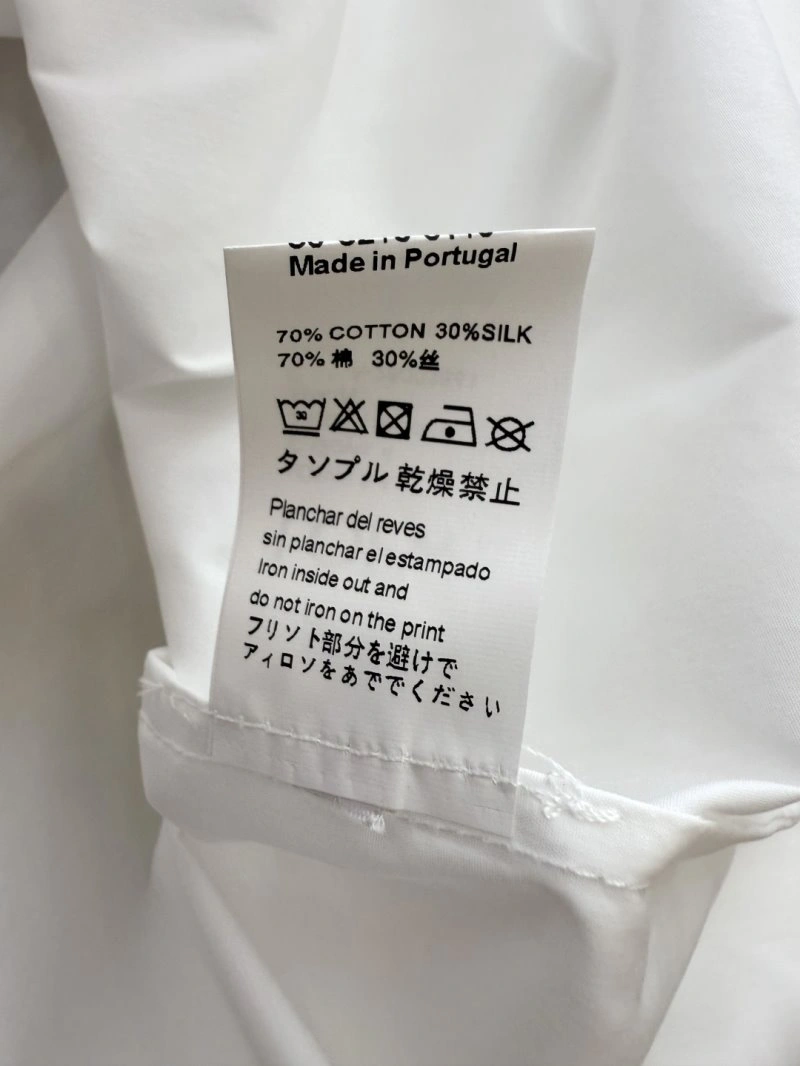 Made in Portugal
70% COTTON 30%SILK
70% 棉 30%丝
30
タソプル 乾燥禁止
Planchar del reves
sin planchar el estampado
Iron inside out and
do not iron on the print
フリソト部分を避けで
アィロソをあででください